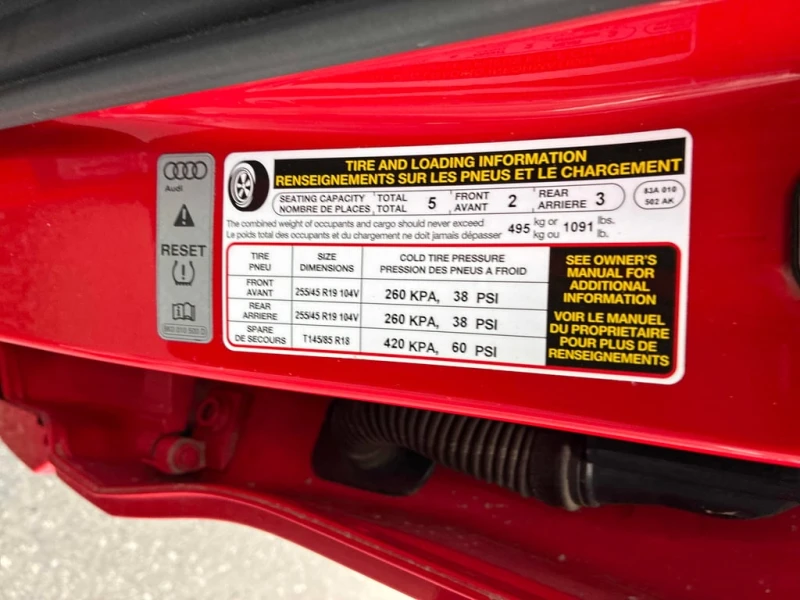 Audi
RESET
TIRE AND LOADING INFORMATION
RENSEIGNEMENTS SUR LES PNEUS ET LE CHARGEMENT
SEATING CAPACITY TOTAL 5 FRONT 2 REAR 3
NOMBRE DE PLACES TOTAL AVANT ARRIERE
83A 010
502 AK
The combined weight of occupants and cargo should never exceed 495 kg or 1091 lbs.
Le poids total des occupants et du chargement ne doit jamais dépasser kg ou lb.
TIRE SIZE COLD TIRE PRESSURE
PNEU DIMENSIONS PRESSION DES PNEUS A FROID
FRONT
AVANT 255/45 R19 104V 260 KPA, 38 PSI
REAR
ARRIERE 255/45 R19 104V 260 KPA, 38 PSI
SPARE
DE SECOURS T145/85 R18 420 KPA, 60 PSI
SEE OWNER'S
MANUAL FOR
ADDITIONAL
INFORMATION
VOIR LE MANUEL
DU PROPRIETAIRE
POUR PLUS DE
RENSEIGNEMENTS